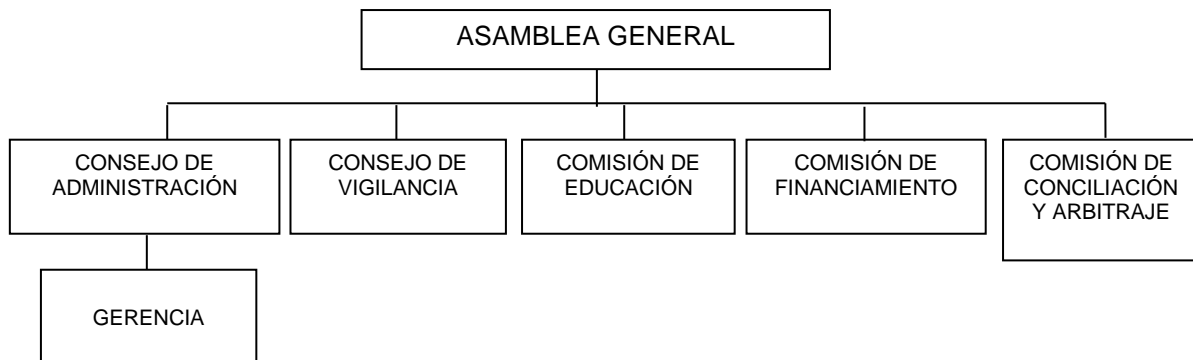 ASAMBLEA GENERAL
CONSEJO DE
ADMINISTRACIÓN
CONSEJO DE
VIGILANCIA
COMISIÓN DE
EDUCACIÓN
COMISIÓN DE
FINANCIAMIENTO
COMISIÓN DE
CONCILIACIÓN
Y ARBITRAJE
GERENCIA